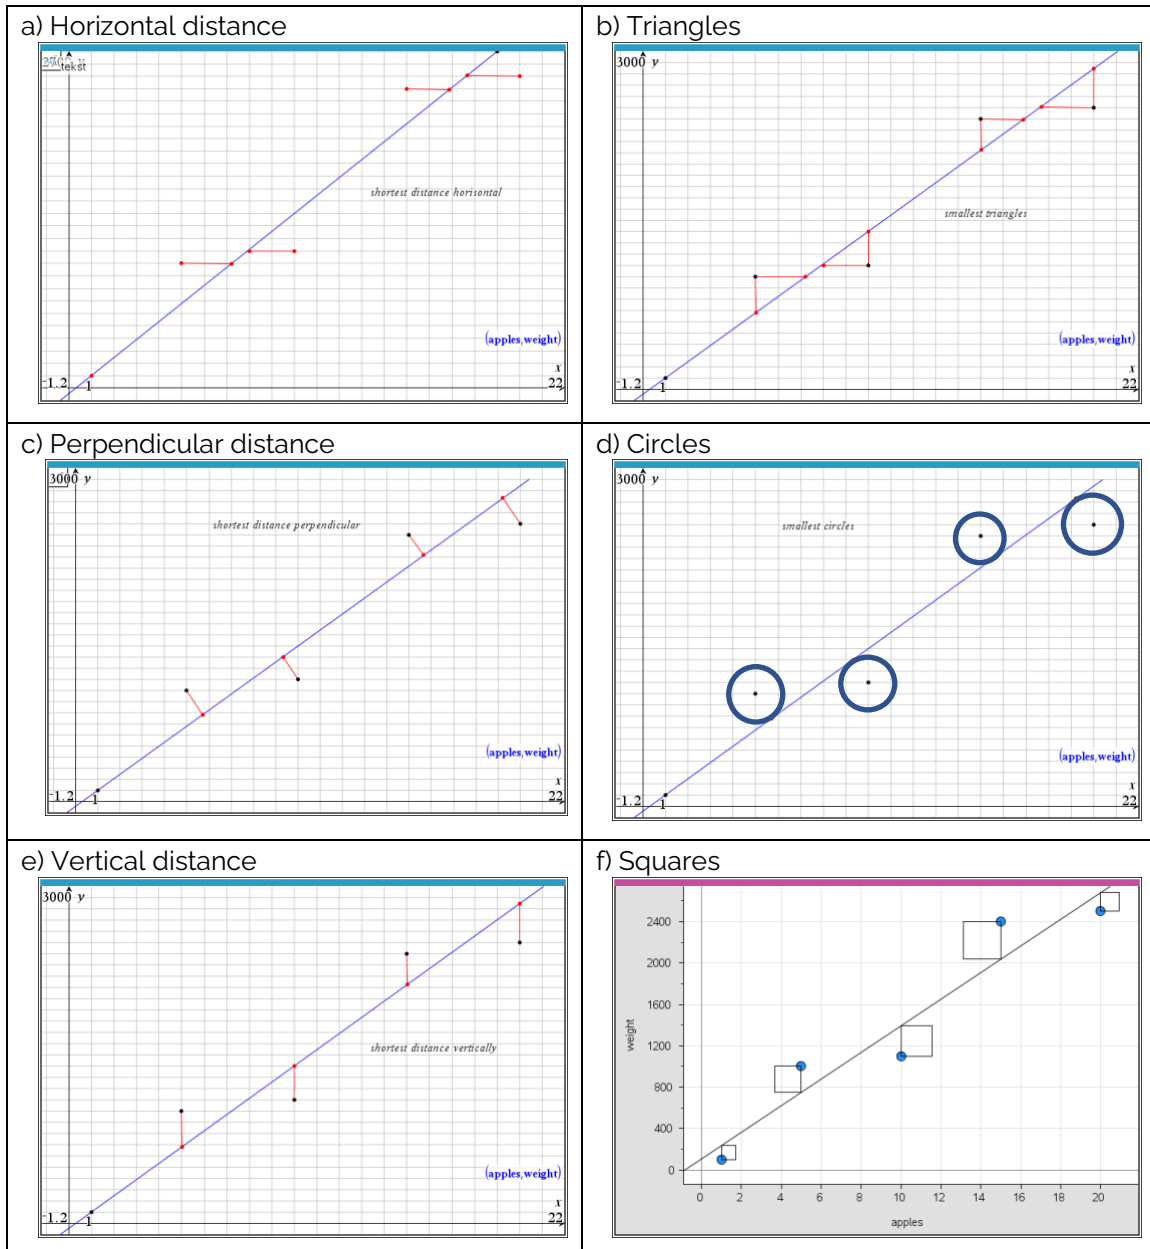 a) Horizontal distance
y
tekst
shortest distance horisontal
(apples,weight)
x
-1.2
1
22
b) Triangles
3000 y
smallest triangles
(apples,weight)
x
-1.2
1
22
c) Perpendicular distance
3000 y
shortest distance perpendicular
(apples,weight)
x
-1.2
1
22
d) Circles
3000 y
smallest circles
(apples,weight)
x
-1.2
1
22
e) Vertical distance
3000 y
shortest distance vertically
(apples,weight)
x
-1.2
1
22
f) Squares
2400
2000
1600
1200
800
400
0
weight
0 2 4 6 8 10 12 14 16 18 20
apples